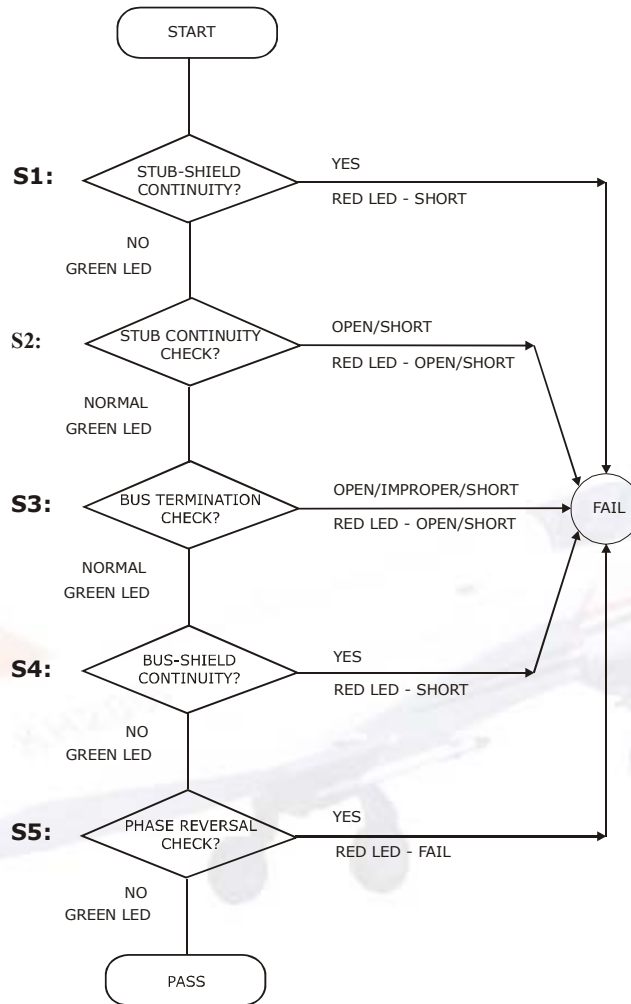 START
S1:
STUB-SHIELD
CONTINUITY?
YES
RED LED - SHORT
NO
GREEN LED
S2:
STUB CONTINUITY
CHECK?
OPEN/SHORT
RED LED - OPEN/SHORT
NORMAL
GREEN LED
S3:
BUS TERMINATION
CHECK?
OPEN/IMPROPER/SHORT
RED LED - OPEN/SHORT
FAIL
NORMAL
GREEN LED
S4:
BUS-SHIELD
CONTINUITY?
YES
RED LED - SHORT
NO
GREEN LED
S5:
PHASE REVERSAL
CHECK?
YES
RED LED - FAIL
NO
GREEN LED
PASS